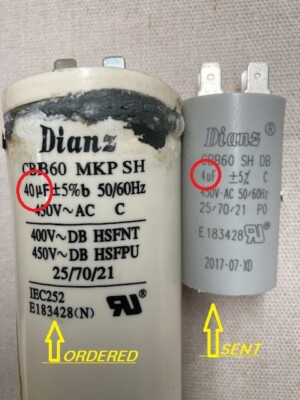 Dianz
CBB60 MKP SH
40µF±5%b 50/60Hz
450V~AC C
400V~DB HSFNT
450V~DB HSFPU
25/70/21
IEC252
E183428(N)
ORDERED
Dianz
CBB60 SH DB
4uF ±5% C
450V·AC 50/60Hz
25/70/21 P0
E183428
2017-07-XD
SENT